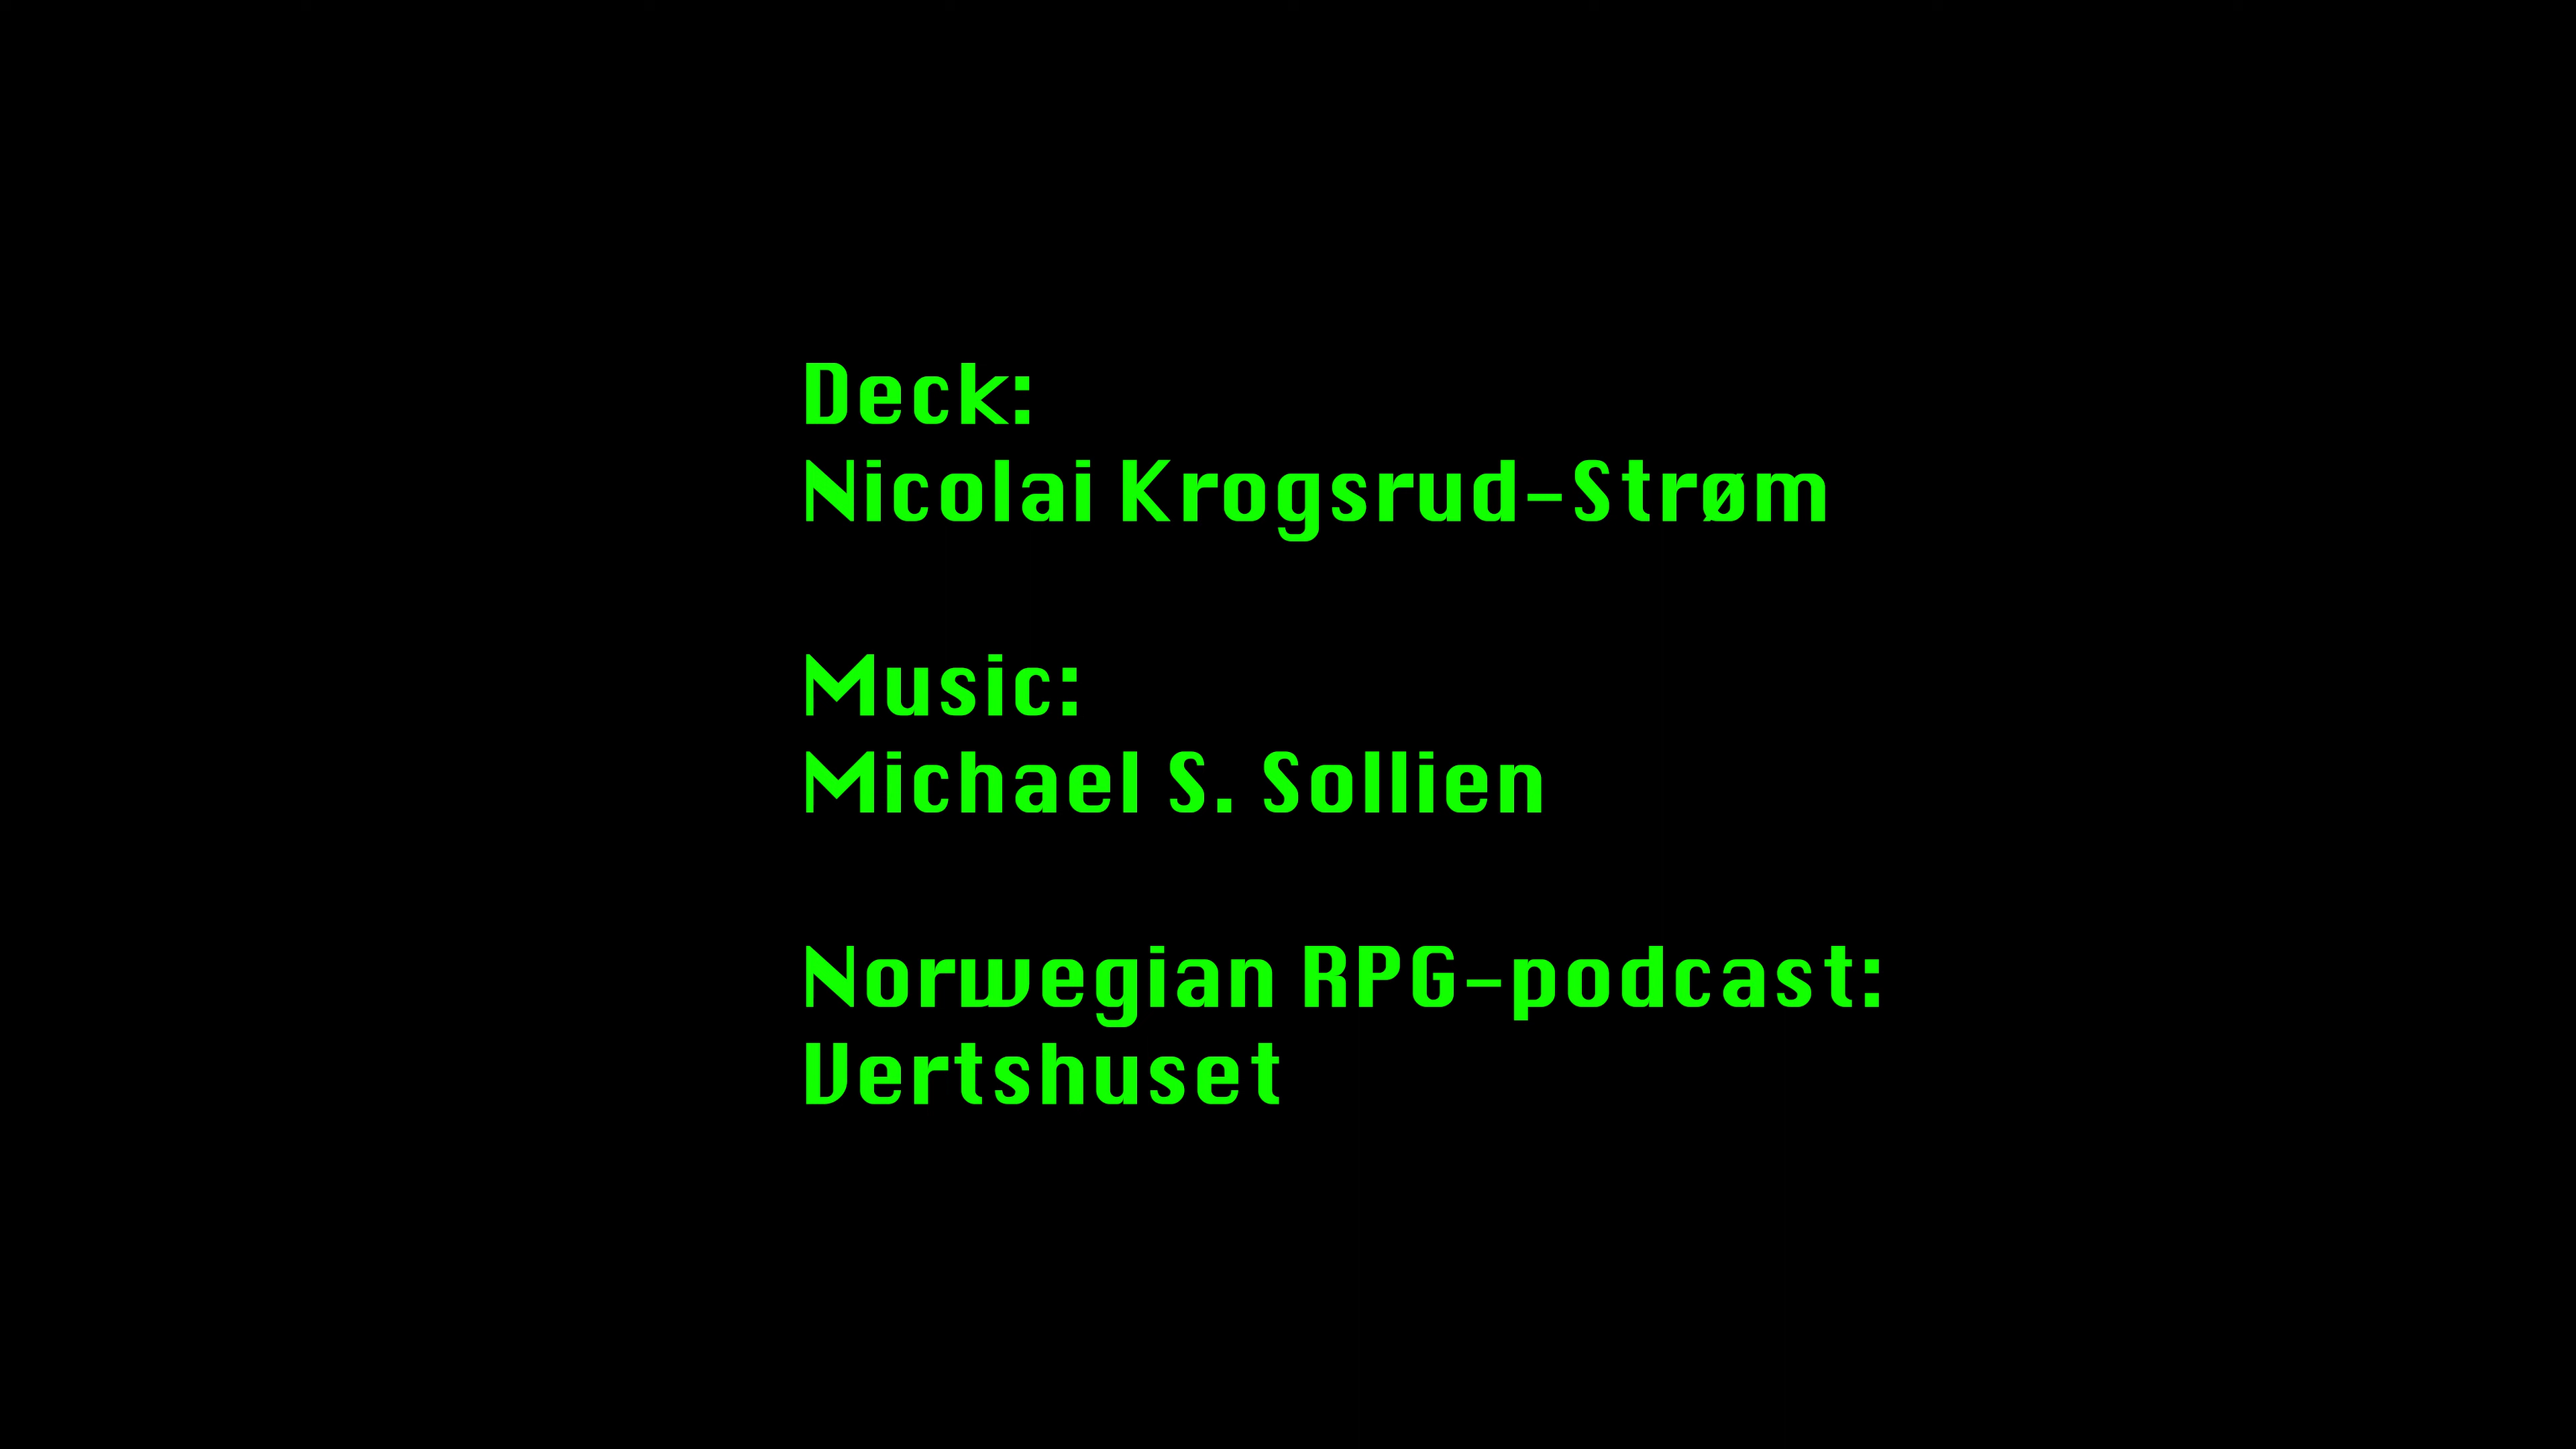 Deck:
Nicolai Krogsrud-Strøm
Music:
Michael S. Sollien
Norwegian RPG-podcast:
Vertshuset